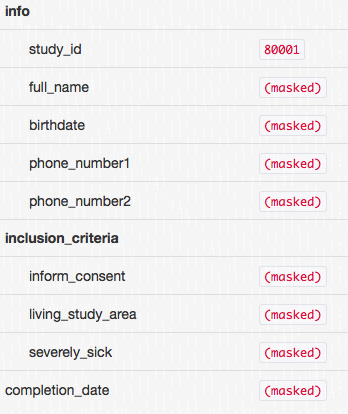 info
study_id 80001
full_name (masked)
birthdate (masked)
phone_number1 (masked)
phone_number2 (masked)
inclusion_criteria
inform_consent (masked)
living_study_area (masked)
severely_sick (masked)
completion_date (masked)